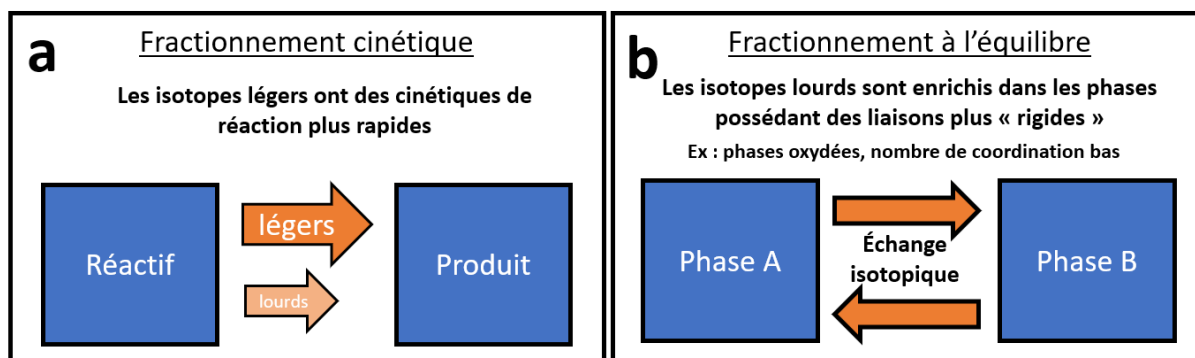 a
Fractionnement cinétique
Les isotopes légers ont des cinétiques de
réaction plus rapides
Réactif
légers
lourds
Produit
b
Fractionnement à l’équilibre
Les isotopes lourds sont enrichis dans les phases
possédant des liaisons plus « rigides »
Ex : phases oxydées, nombre de coordination bas
Phase A
Échange
isotopique
Phase B